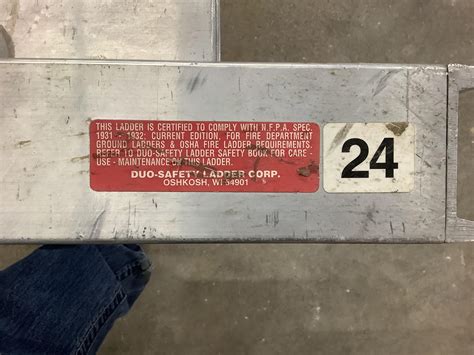 THIS LADDER IS CERTIFIED TO COMPLY WITH N.F.P.A. SPEC.
1931 - 1932; CURRENT EDITION, FOR FIRE DEPARTMENT
GROUND LADDERS & OSHA FIRE LADDER REQUIREMENTS.
REFER TO DUO-SAFETY LADDER SAFETY BOOK FOR CARE -
USE - MAINTENANCE ON THIS LADDER.
DUO-SAFETY LADDER CORP.
OSHKOSH, WI 54901
24